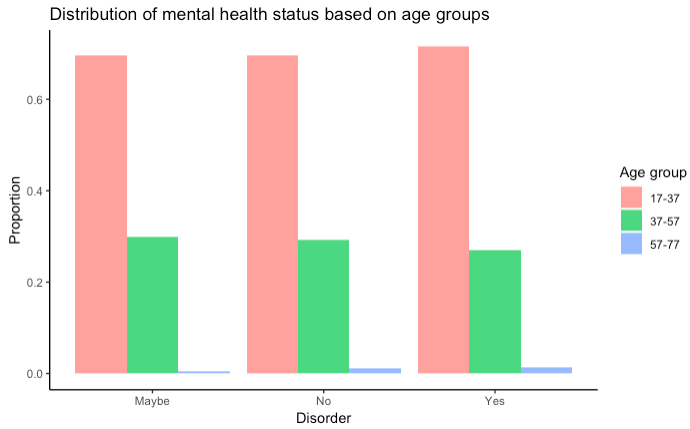 Distribution of mental health status based on age groups
Proportion
0.6
0.4
0.2
0.0
Maybe No Yes
Disorder
Age group
17-37
37-57
57-77